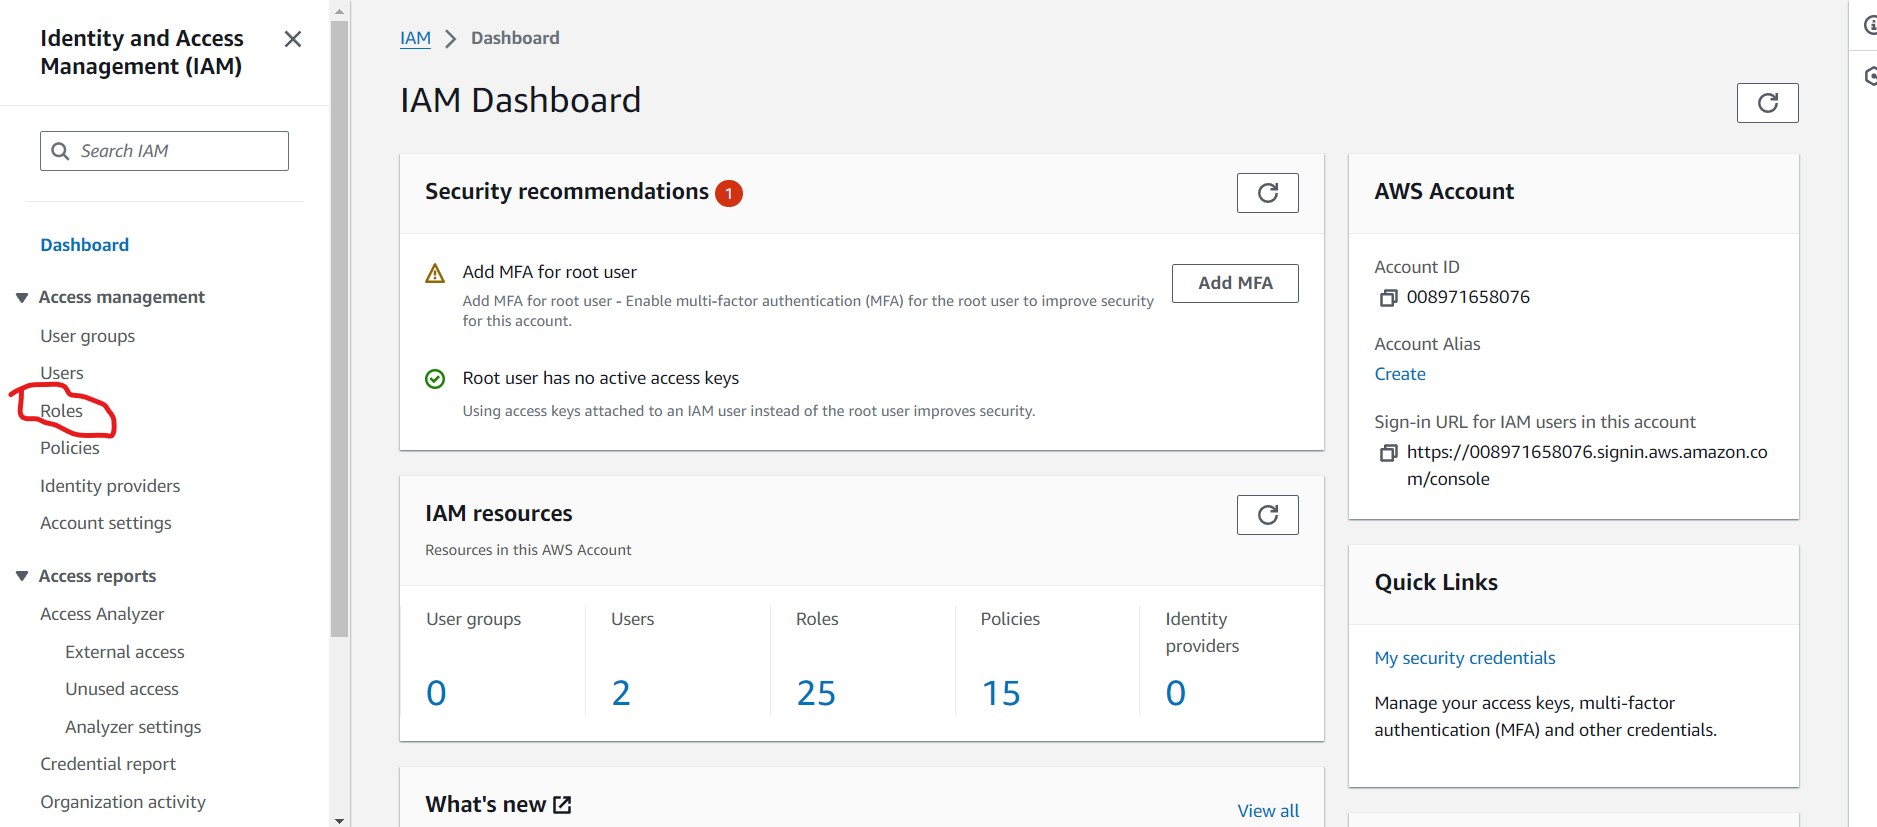 Identity and Access
Management (IAM)
Search IAM
Dashboard
Access management
User groups
Users
Roles
Policies
Identity providers
Account settings
Access reports
Access Analyzer
External access
Unused access
Analyzer settings
Credential report
Organization activity
IAM > Dashboard
IAM Dashboard
Security recommendations 1
Add MFA for root user
Add MFA
Add MFA for root user - Enable multi-factor authentication (MFA) for the root user to improve security
for this account.
Root user has no active access keys
Using access keys attached to an IAM user instead of the root user improves security.
IAM resources
Resources in this AWS Account
User groups
0
Users
2
Roles
25
Policies
15
Identity
providers
0
What's new
View all
AWS Account
Account ID
008971658076
Account Alias
Create
Sign-in URL for IAM users in this account
https://008971658076.signin.aws.amazon.co
m/console
Quick Links
My security credentials
Manage your access keys, multi-factor
authentication (MFA) and other credentials.